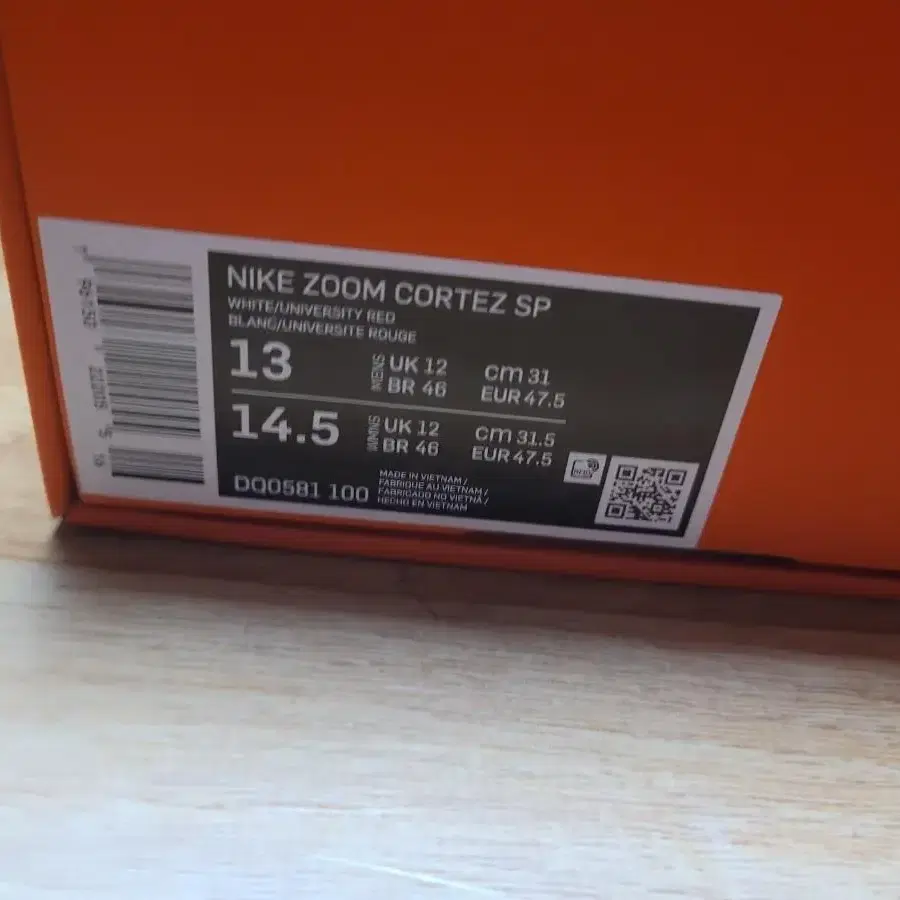 NIKE ZOOM CORTEZ SP
WHITE/UNIVERSITY RED
BLANC/UNIVERSITE ROUGE
13
MENS
UK 12
BR 46
cm 31
EUR 47.5
14.5
WMNS
UK 12
BR 46
cm 31.5
EUR 47.5
DQ0581 100
MADE IN VIETNAM /
FABRIQUE AU VIETNAM /
FABRICADO NO VIETNÃ /
HECHO EN VIETNAM